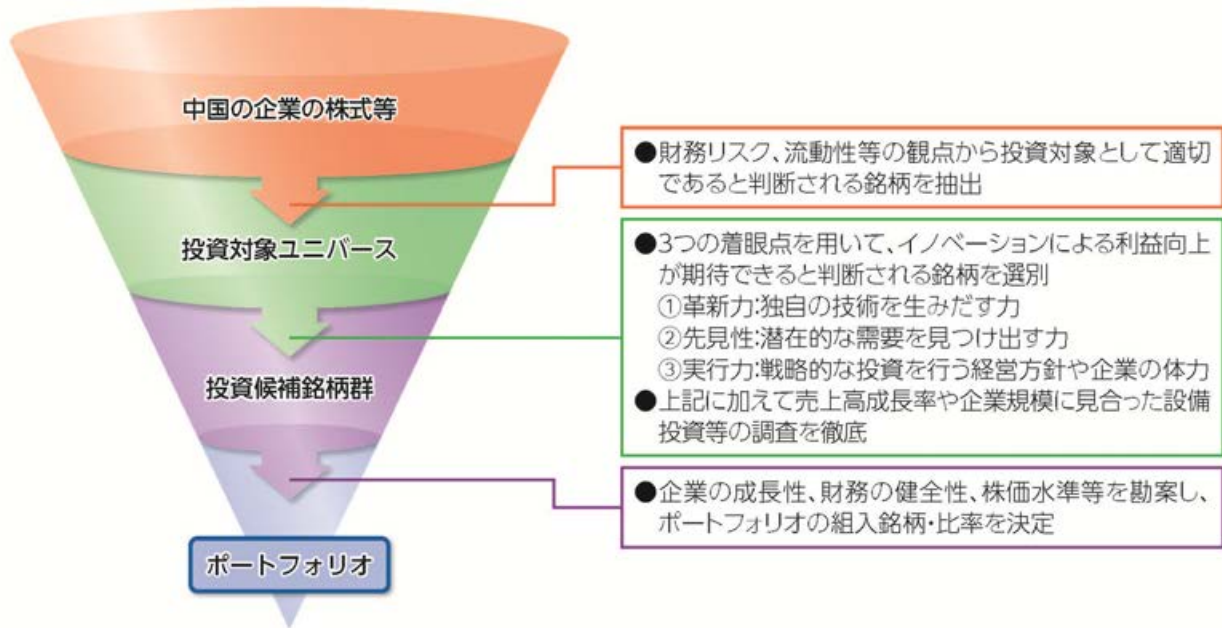 中国の企業の株式等
投資対象ユニバース
投資候補銘柄群
ポートフォリオ
●財務リスク、流動性等の観点から投資対象として適切
であると判断される銘柄を抽出
●3つの着眼点を用いて、イノベーションによる利益向上
が期待できると判断される銘柄を選別
①革新力:独自の技術を生みだす力
②先見性:潜在的な需要を見つけ出す力
③実行力:戦略的な投資を行う経営方針や企業の体力
●上記に加えて売上高成長率や企業規模に見合った設備
投資等の調査を徹底
●企業の成長性、財務の健全性、株価水準等を勘案し、
ポートフォリオの組入銘柄・比率を決定